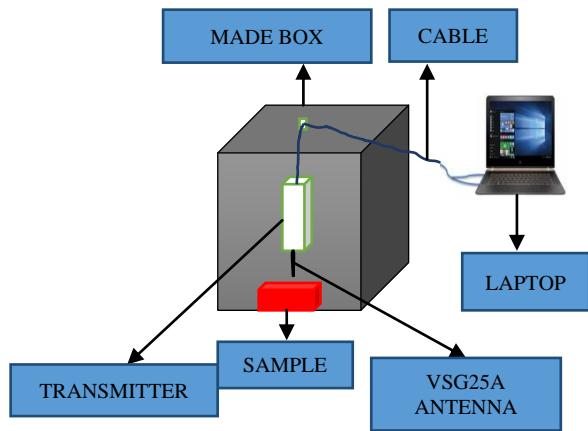 MADE BOX
CABLE
LAPTOP
TRANSMITTER
SAMPLE
VSG25A
ANTENNA